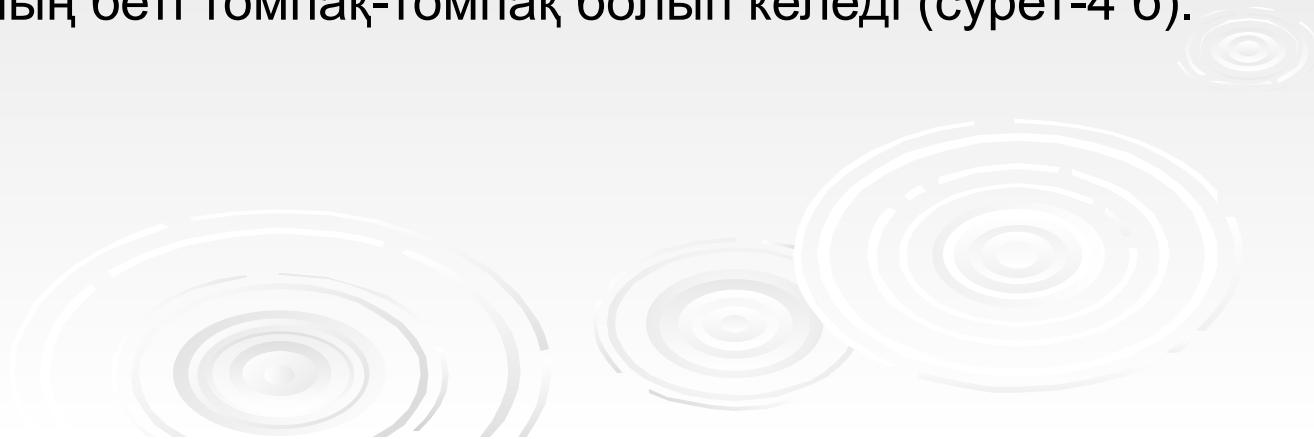 ның беті томпақ-томпақ болып келеді (сурет-4 б).